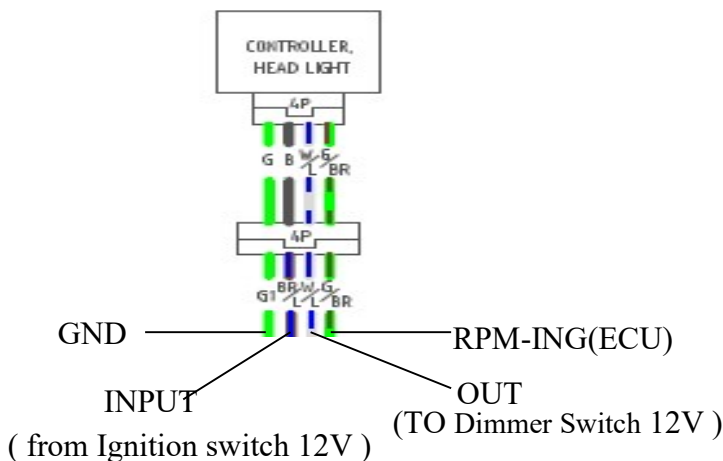 CONTROLLER,
HEAD LIGHT
4P
G B W/L G/BR
4P
G1 BR/L W/L G/BR
GND
RPM-ING(ECU)
INPUT
OUT
( from Ignition switch 12V )
(TO Dimmer Switch 12V )